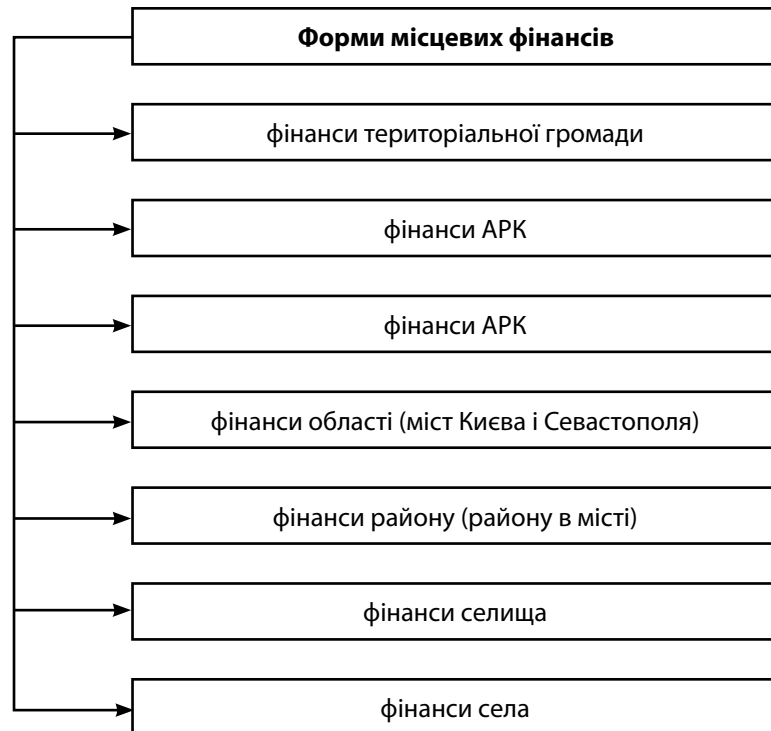 Форми місцевих фінансів
фінанси територіальної громади
фінанси АРК
фінанси АРК
фінанси області (міст Києва і Севастополя)
фінанси району (району в місті)
фінанси селища
фінанси села